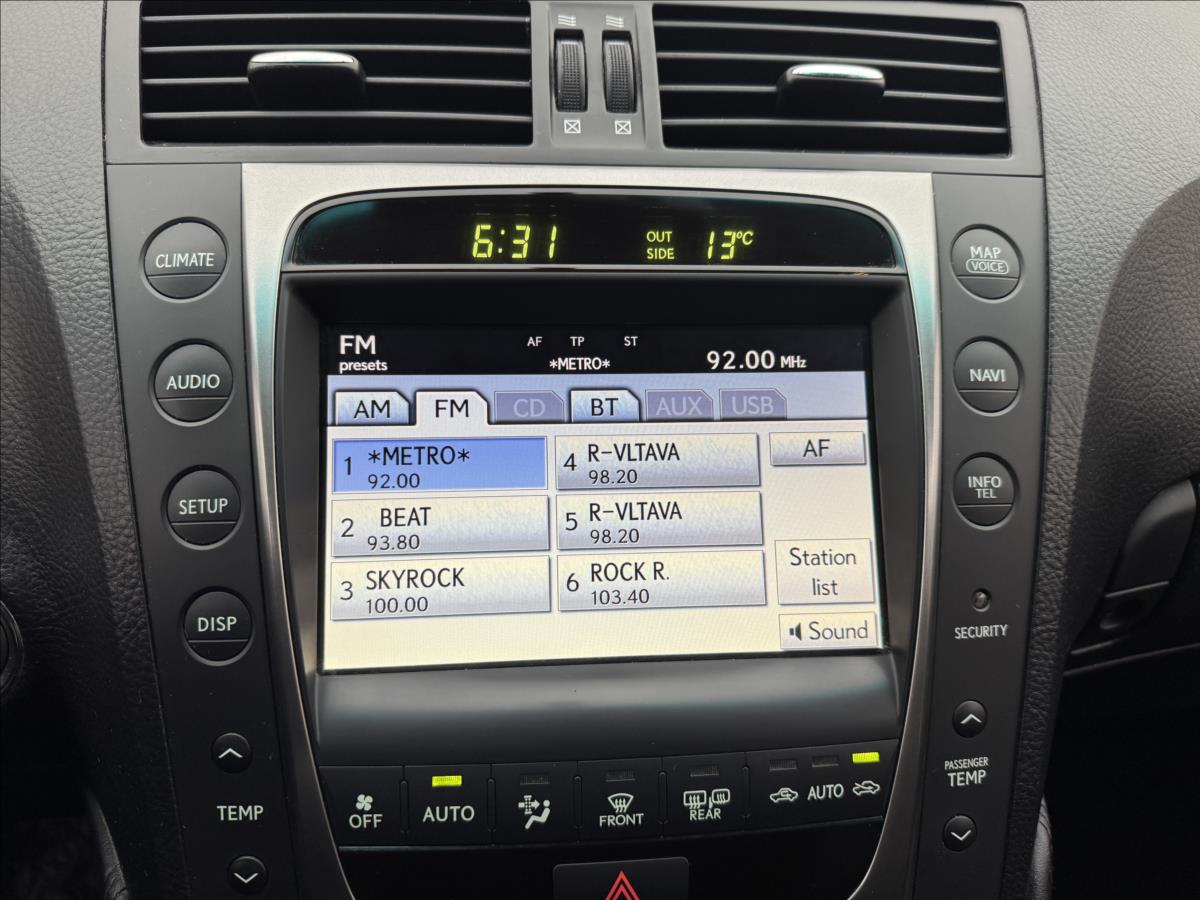 6:31 OUT SIDE 13°C
CLIMATE
MAP
VOICE
FM
presets
AF TP ST
*METRO*
92.00 MHz
AUDIO
NAVI
AM FM CD BT AUX USB
1 *METRO*
92.00
4 R-VLTAVA
98.20
AF
SETUP
INFO
TEL
2 BEAT
93.80
5 R-VLTAVA
98.20
Station
list
3 SKYROCK
100.00
6 ROCK R.
103.40
DISP
SECURITY
Sound
TEMP
PASSENGER
TEMP
OFF
AUTO
FRONT
REAR
AUTO